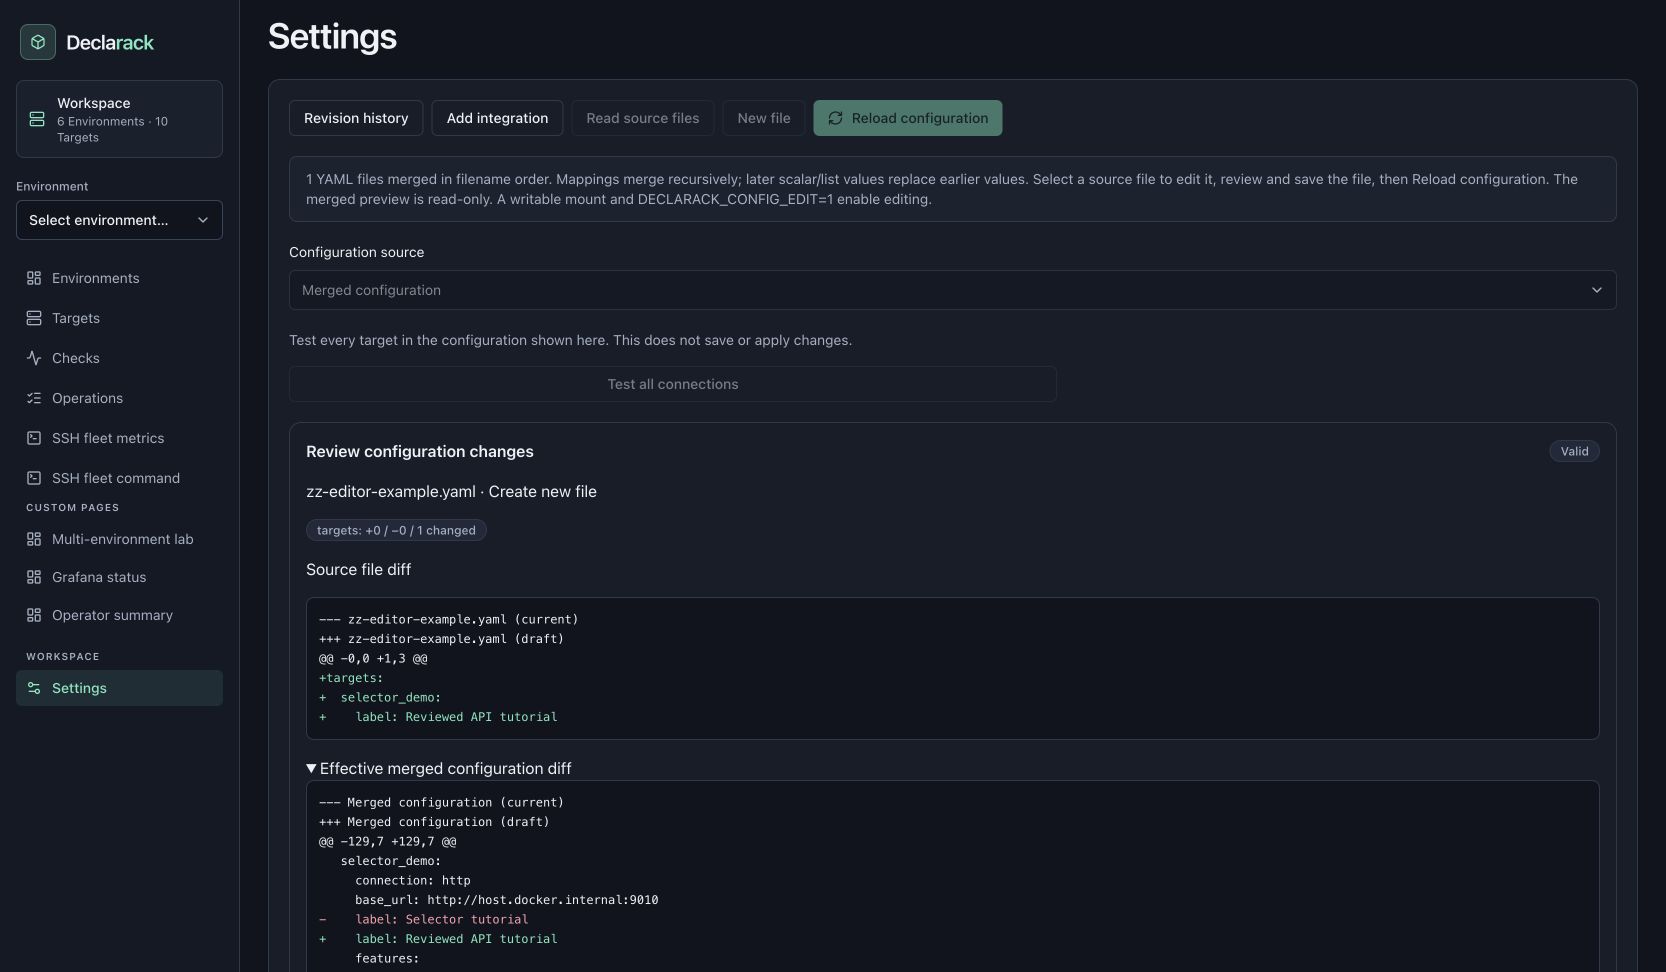 Declarack
Workspace
6 Environments · 10
Targets
Environment
Select environment...
Environments
Targets
Checks
Operations
SSH fleet metrics
SSH fleet command
CUSTOM PAGES
Multi-environment lab
Grafana status
Operator summary
WORKSPACE
Settings
Settings
Revision history
Add integration
Read source files
New file
Reload configuration
1 YAML files merged in filename order. Mappings merge recursively; later scalar/list values replace earlier values. Select a source file to edit it, review and save the file, then Reload configuration. The
merged preview is read-only. A writable mount and DECLARACK_CONFIG_EDIT=1 enable editing.
Configuration source
Merged configuration
Test every target in the configuration shown here. This does not save or apply changes.
Test all connections
Review configuration changes
Valid
zz-editor-example.yaml · Create new file
targets: +0 / −0 / 1 changed
Source file diff
--- zz-editor-example.yaml (current)
+++ zz-editor-example.yaml (draft)
@@ -0,0 +1,3 @@
+targets:
+  selector_demo:
+    label: Reviewed API tutorial
▼ Effective merged configuration diff
--- Merged configuration (current)
+++ Merged configuration (draft)
@@ -129,7 +129,7 @@
   selector_demo:
     connection: http
     base_url: http://host.docker.internal:9010
-    label: Selector tutorial
+    label: Reviewed API tutorial
     features: